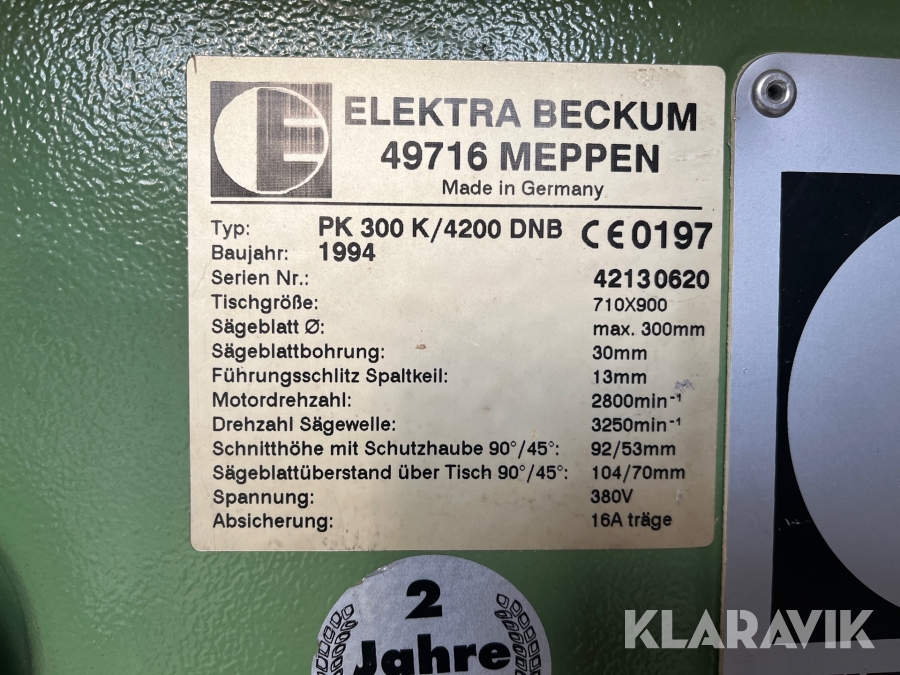 E
ELEKTRA BECKUM
49716 MEPPEN
Made in Germany
Typ: PK 300 K/4200 DNB CE0197
Baujahr: 1994
Serien Nr.: 42130620
Tischgröße: 710X900
Sägeblatt Ø: max. 300mm
Sägeblattbohrung: 30mm
Führungsschlitz Spaltkeil: 13mm
Motordrehzahl: 2800min⁻¹
Drehzahl Sägewelle: 3250min⁻¹
Schnitthöhe mit Schutzhaube 90°/45°: 92/53mm
Sägeblattüberstand über Tisch 90°/45°: 104/70mm
Spannung: 380V
Absicherung: 16A träge
2
Jahre
KLARAVIK